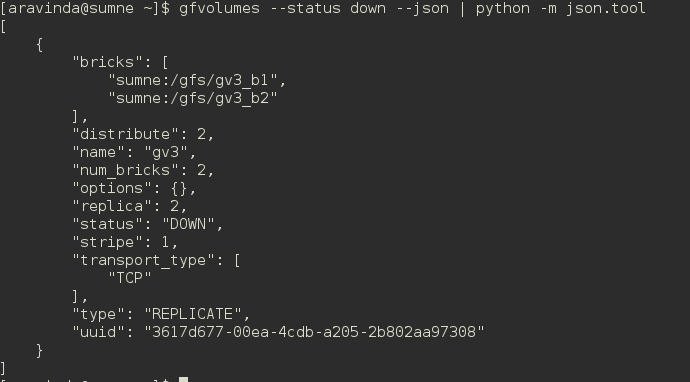 [aravinda@sumne ~]$ gfvolumes --status down --json | python -m json.tool
[
    {
        "bricks": [
            "sumne:/gfs/gv3_b1",
            "sumne:/gfs/gv3_b2"
        ],
        "distribute": 2,
        "name": "gv3",
        "num_bricks": 2,
        "options": {},
        "replica": 2,
        "status": "DOWN",
        "stripe": 1,
        "transport_type": [
            "TCP"
        ],
        "type": "REPLICATE",
        "uuid": "3617d677-00ea-4cdb-a205-2b802aa97308"
    }
]